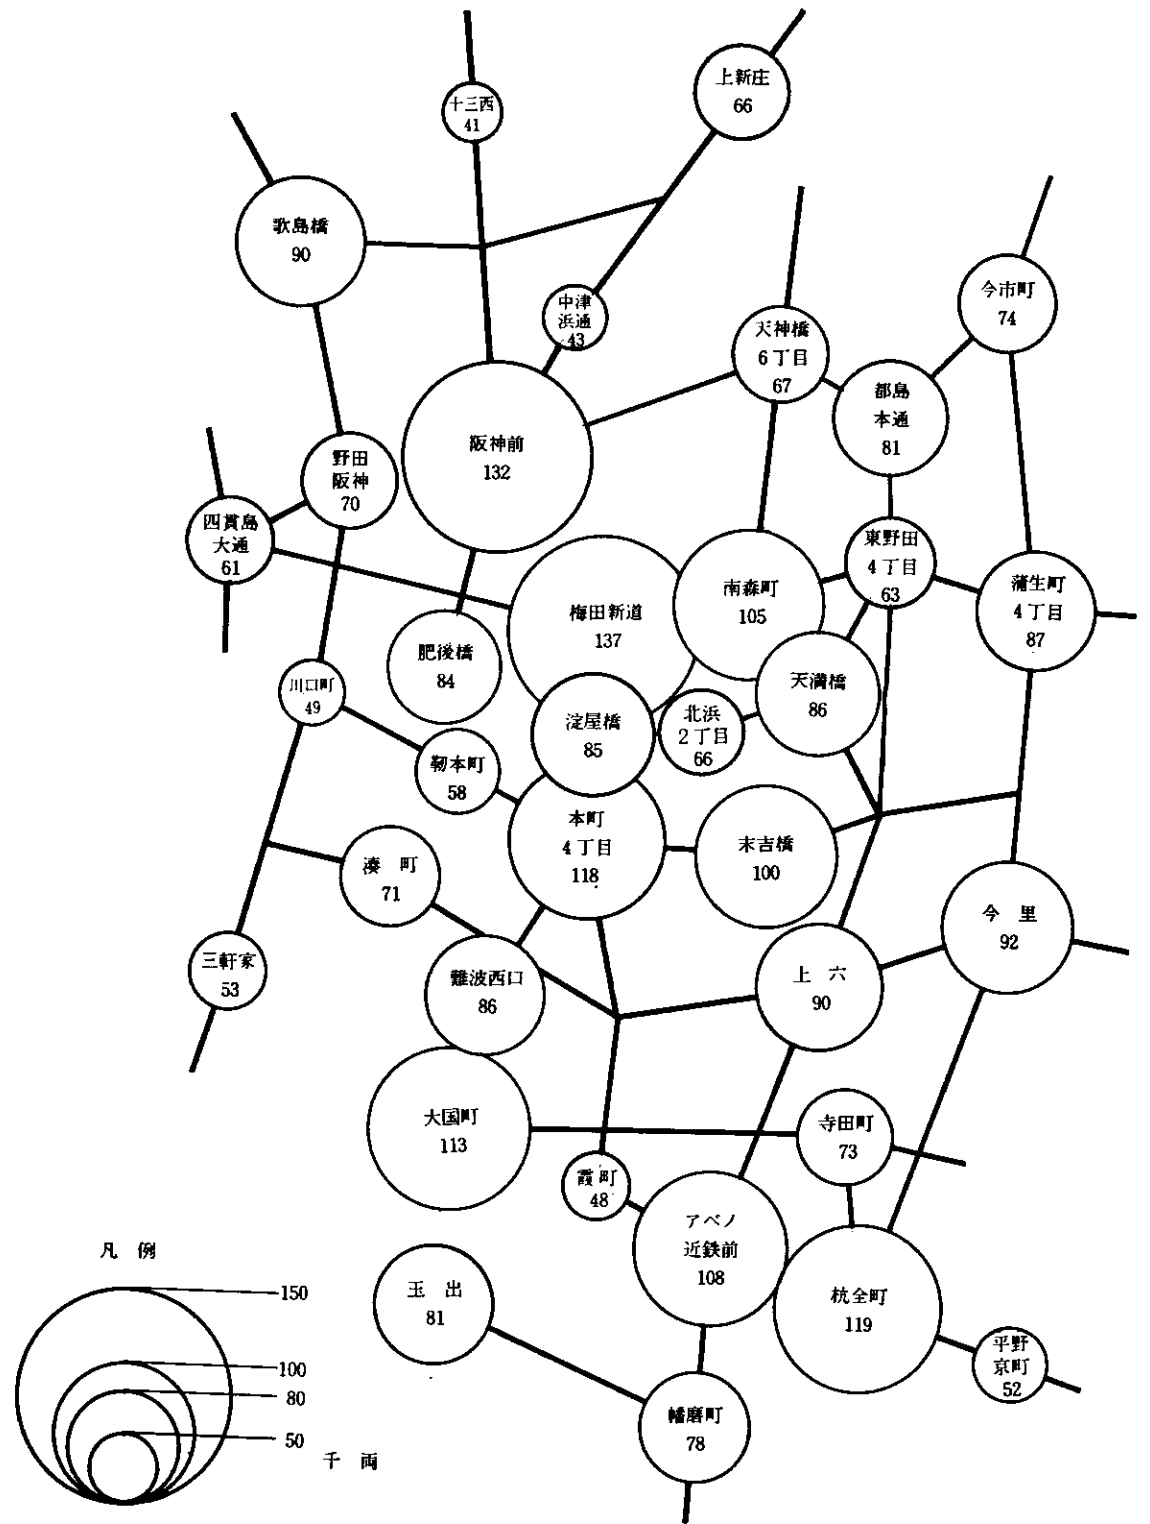 十三西
41
上新庄
66
歌島橋
90
中津
浜通
43
今市町
74
天神橋
6丁目
67
都島
本通
81
阪神前
132
野田
阪神
70
四貫島
大通
61
東野田
4丁目
63
蒲生町
4丁目
87
南森町
105
梅田新道
137
肥後橋
84
天満橋
86
川口町
49
淀屋橋
85
北浜
2丁目
66
靭本町
58
本町
4丁目
118
末吉橋
100
湊町
71
今里
92
三軒家
53
難波西口
86
上六
90
大国町
113
寺田町
73
霞町
48
アベノ
近鉄前
108
玉出
81
杭全町
119
平野
京町
52
播磨町
78
凡例
150
100
80
50
千両